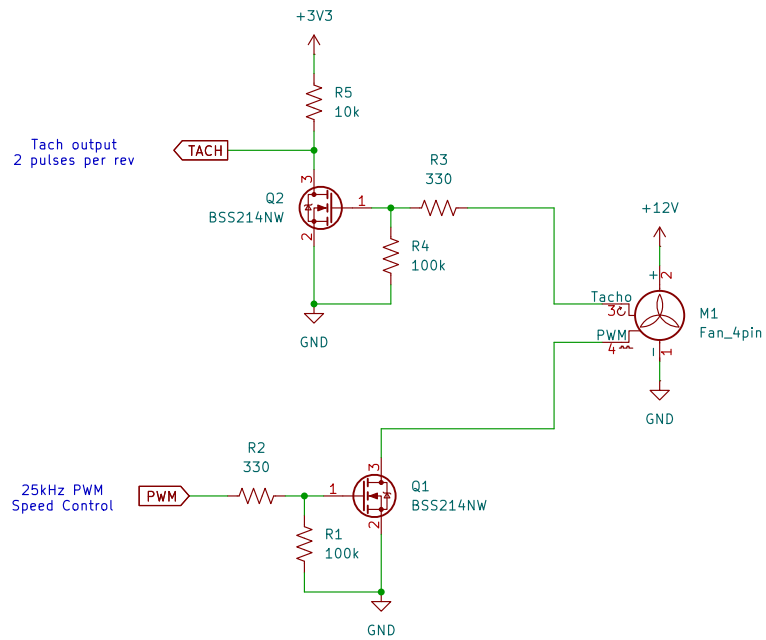 +3V3
R5
10k
Tach output
2 pulses per rev
TACH
3
Q2
BSS214NW
1
2
R3
330
R4
100k
GND
+12V
+
2
Tacho
3
PWM
4
M1
Fan_4pin
-
1
GND
25kHz PWM
Speed Control
PWM
R2
330
1
3
Q1
BSS214NW
2
R1
100k
GND